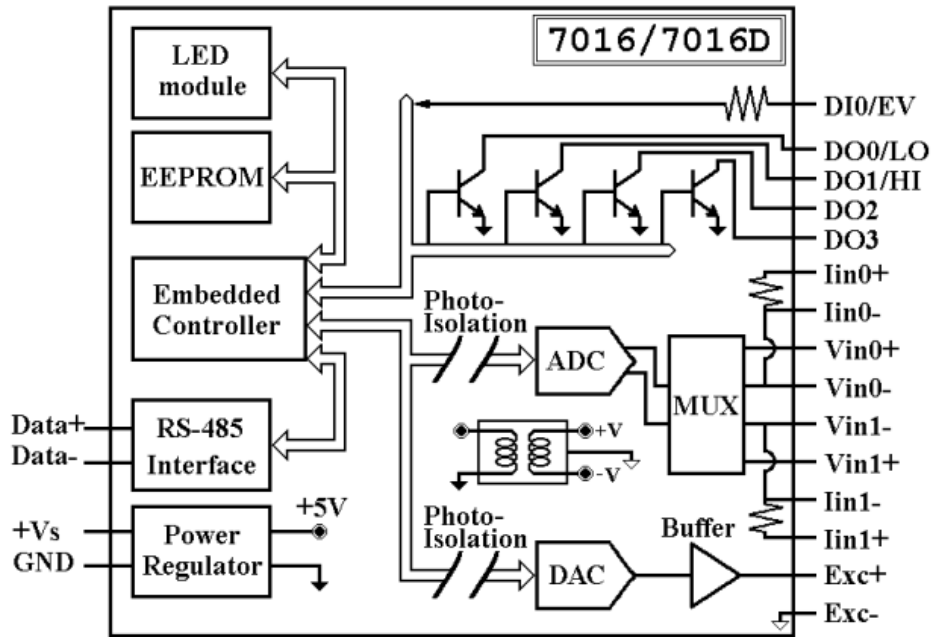 7016/7016D
LED
module
EEPROM
Embedded
Controller
RS-485
Interface
Power
Regulator
Data+
Data-
+Vs
GND
+5V
Photo-
Isolation
ADC
MUX
+V
-V
Photo-
Isolation
DAC
Buffer
DI0/EV
DO0/LO
DO1/HI
DO2
DO3
Iin0+
Iin0-
Vin0+
Vin0-
Vin1-
Vin1+
Iin1-
Iin1+
Exc+
Exc-